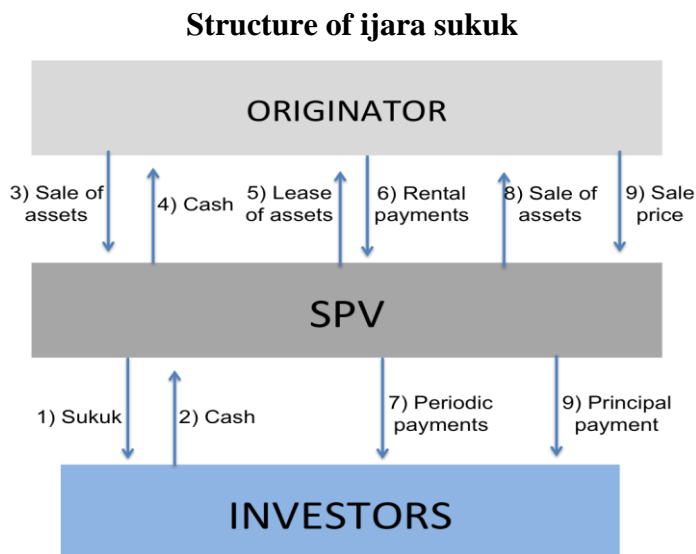 Structure of ijara sukuk
ORIGINATOR
3) Sale of
assets
4) Cash
5) Lease
of assets
6) Rental
payments
8) Sale of
assets
9) Sale
price
SPV
1) Sukuk
2) Cash
7) Periodic
payments
9) Principal
payment
INVESTORS